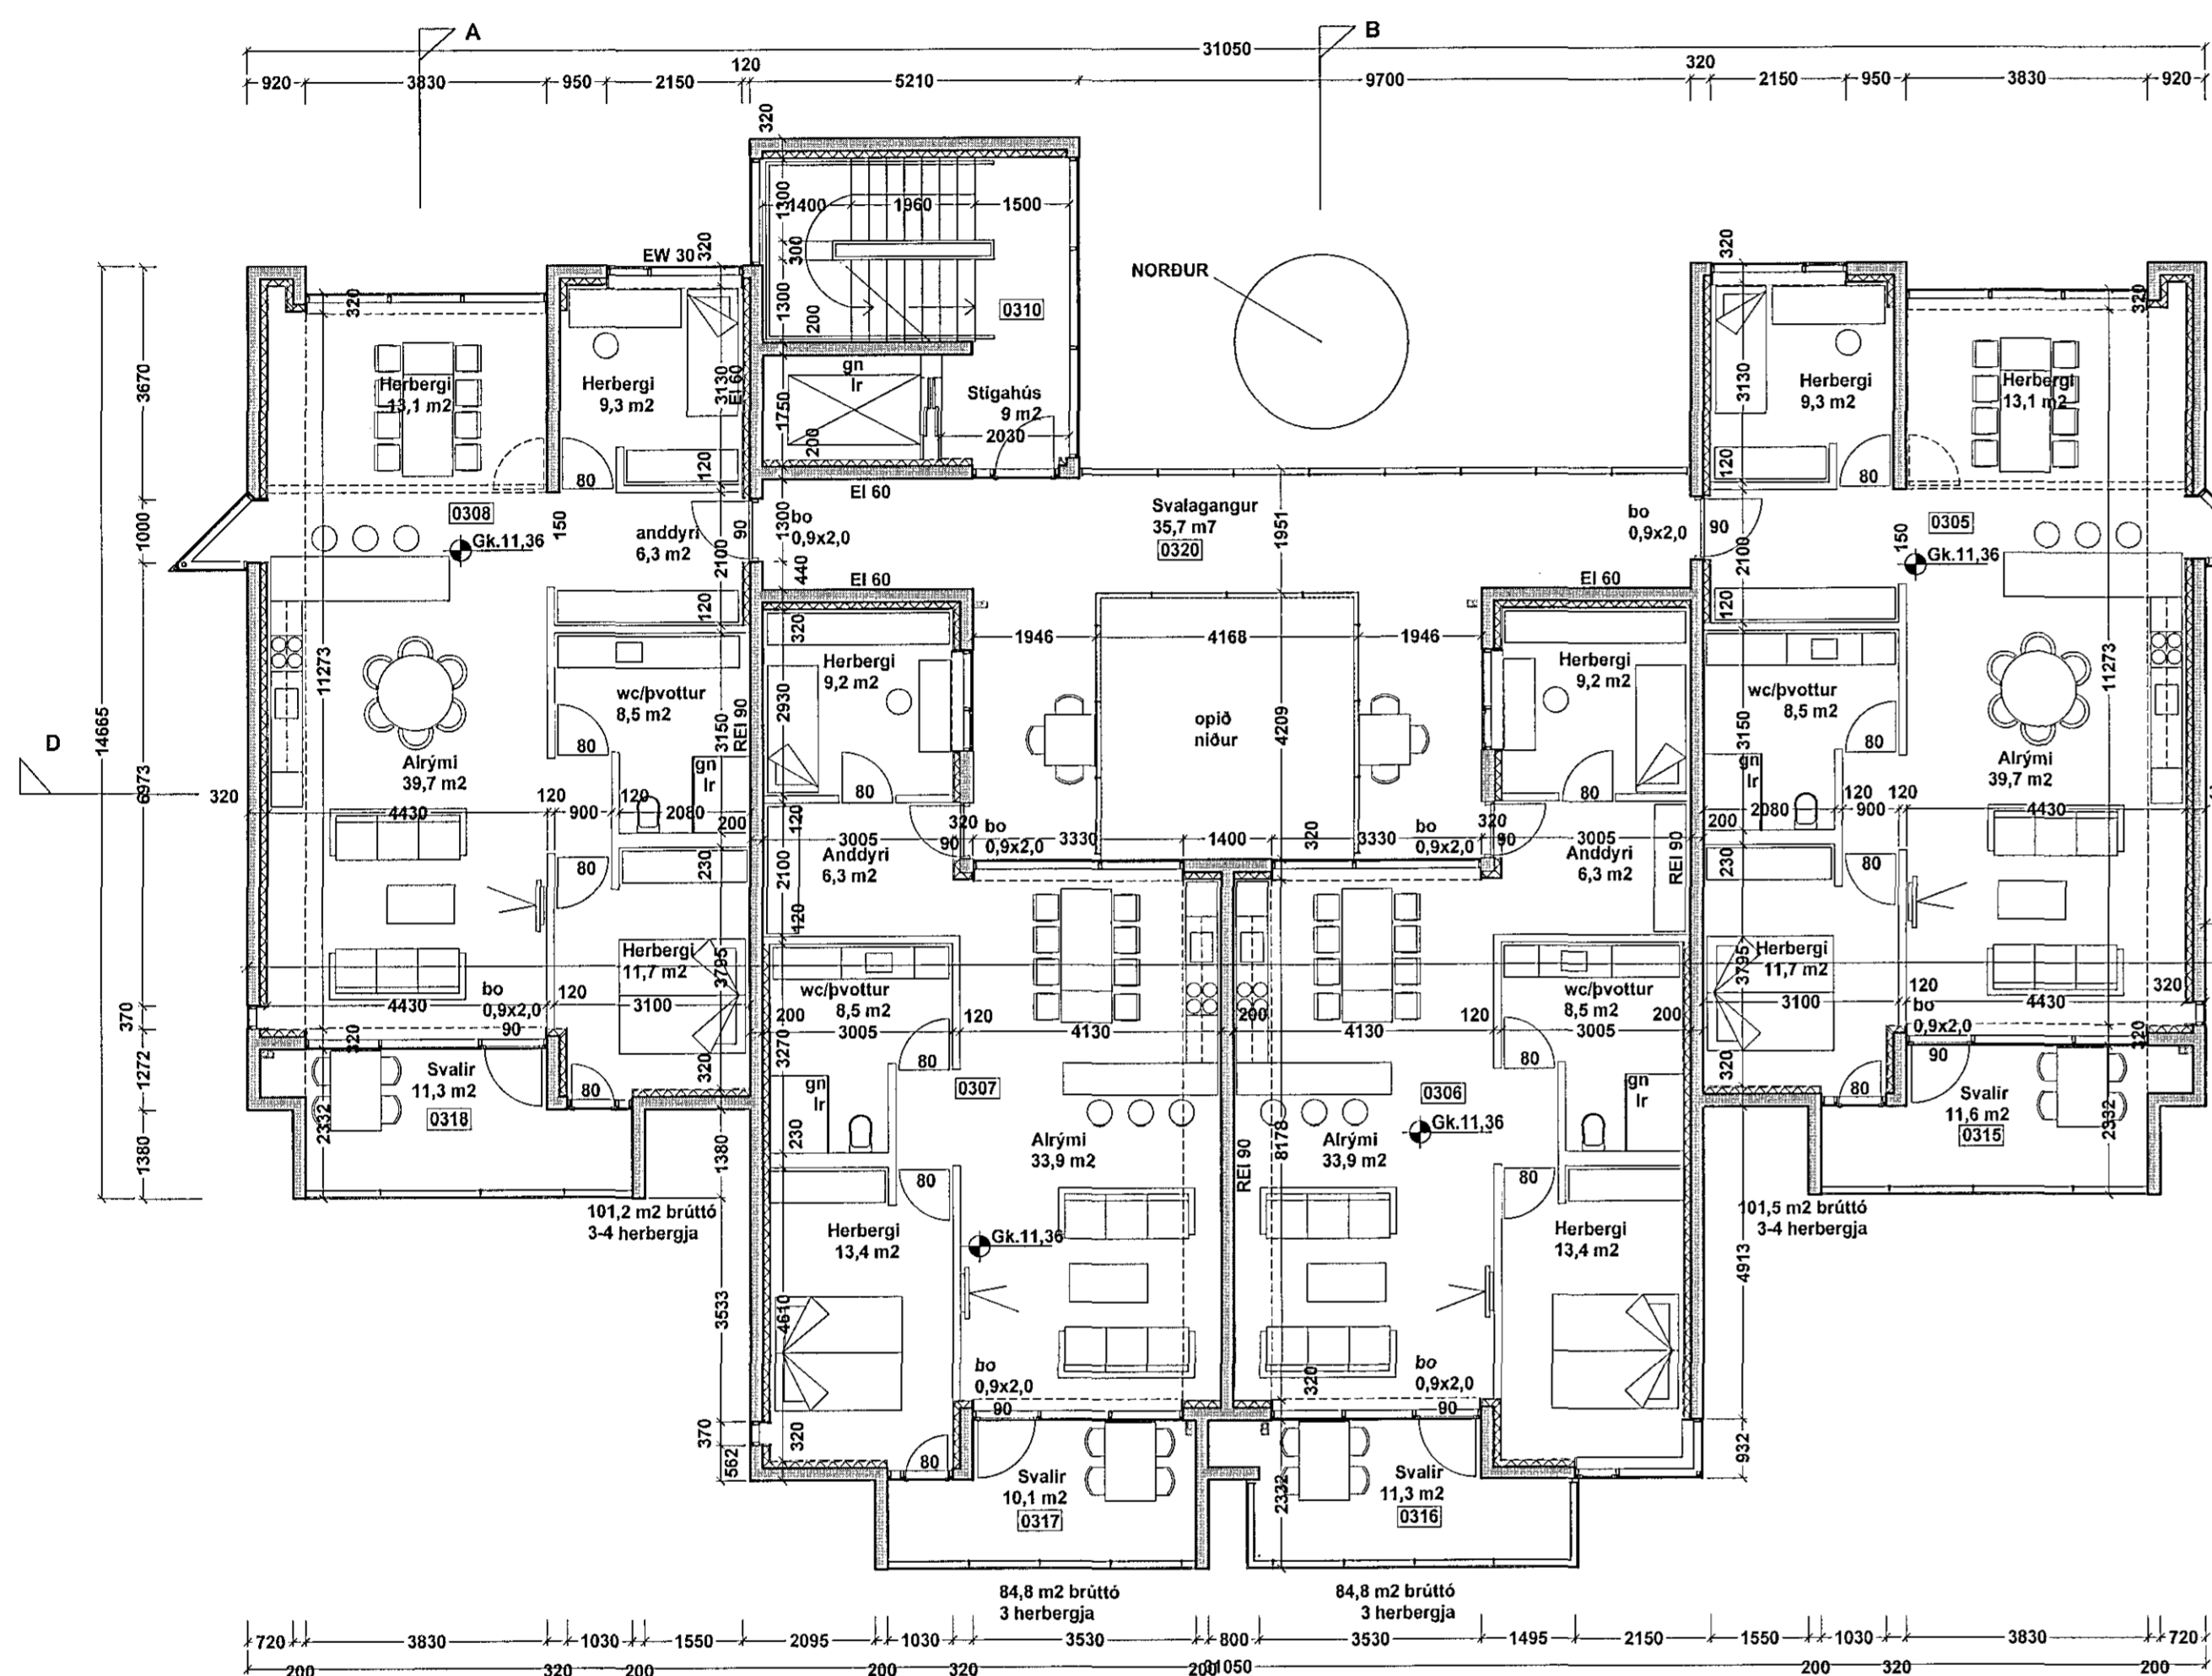 A
B
31050
120
320
920
3830
950
2150
5210
9700
2150
950
3830
920
320
1300
1400
1960
1500
300
1300
200
0310
NORÐUR
EW 30
320
320
320
320
3670
1000
6973
14665
370
1272
1380
D
320
Herbergi
13,1 m2
Herbergi
9,3 m2
3130
EI 60
120
80
gn
lr
1750
200
Stígahús
9 m2
2030
EI 60
Herbergi
9,3 m2
3130
120
80
Herbergi
13,1 m2
0308
Gk.11,36
150
anddyri
6,3 m2
2100
120
90
bo
0,9x2,0
1300
440
EI 60
Svalagangur
35,7 m7
0320
1951
bo
0,9x2,0
90
EI 60
2100
120
150
0305
Gk.11,36
11273
11273
320
Herbergi
9,2 m2
2930
80
1946
4168
1946
opið
niður
4209
Herbergi
9,2 m2
80
wc/þvottur
8,5 m2
80
3150
REI 90
gn
lr
wc/þvottur
8,5 m2
80
3150
gn
lr
Alrými
39,7 m2
Alrými
39,7 m2
4430
120
900
120
2080
200
120
3005
320
90
bo
0,9x2,0
3330
1400
320
3330
bo
0,9x2,0
320
90
3005
2080
200
120
900
120
4430
Anddyri
6,3 m2
2100
120
Anddyri
6,3 m2
REI 90
230
80
230
80
Herbergi
11,7 m2
3795
Herbergi
11,7 m2
3795
4430
bo
0,9x2,0
90
120
3100
320
320
wc/þvottur
8,5 m2
200
3005
120
4130
200
4130
120
3005
200
wc/þvottur
8,5 m2
3100
120
bo
0,9x2,0
90
4430
320
320
320
3270
80
80
gn
lr
230
gn
lr
Svalir
11,3 m2
0318
2332
80
80
Svalir
11,6 m2
0315
2332
0307
0306
Gk.11,36
Alrými
33,9 m2
REI 90
8178
Alrými
33,9 m2
1380
101,2 m2 brúttó
3-4 herbergja
101,5 m2 brúttó
3-4 herbergja
80
80
Herbergi
13,4 m2
Gk.11,36
Herbergi
13,4 m2
4913
3533
4610
bo
0,9x2,0
90
320
bo
0,9x2,0
90
370
562
320
80
932
Svalir
10,1 m2
0317
2332
Svalir
11,3 m2
0316
84,8 m2 brúttó
3 herbergja
84,8 m2 brúttó
3 herbergja
720
3830
1030
1550
2095
1030
3530
800
3530
1495
2150
1550
1030
3830
720
200
320
200
200
320
200
31050
200
320
200